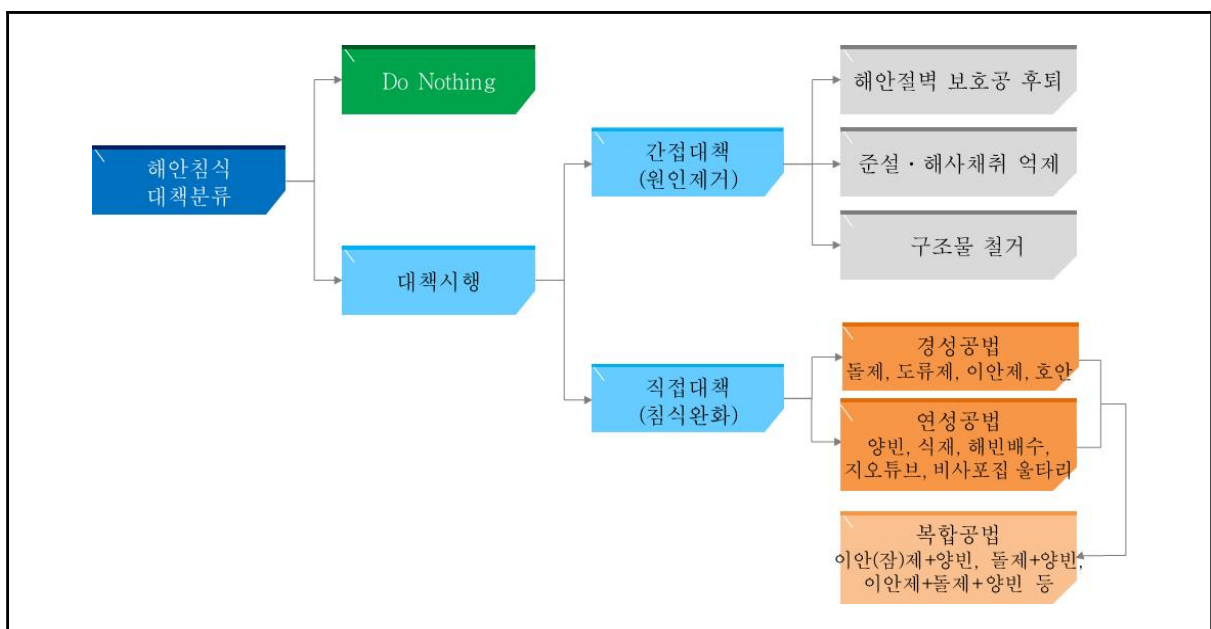 해안침식
대책분류
Do Nothing
대책시행
간접대책
(원인제거)
직접대책
(침식완화)
해안절벽 보호공 후퇴
준설·해사채취 억제
구조물 철거
경성공법
돌제, 도류제, 이안제, 호안
연성공법
양빈, 식재, 해빈배수,
지오튜브, 비사포집 울타리
복합공법
이안(잠)제+양빈, 돌제+양빈,
이안제+돌제+양빈 등